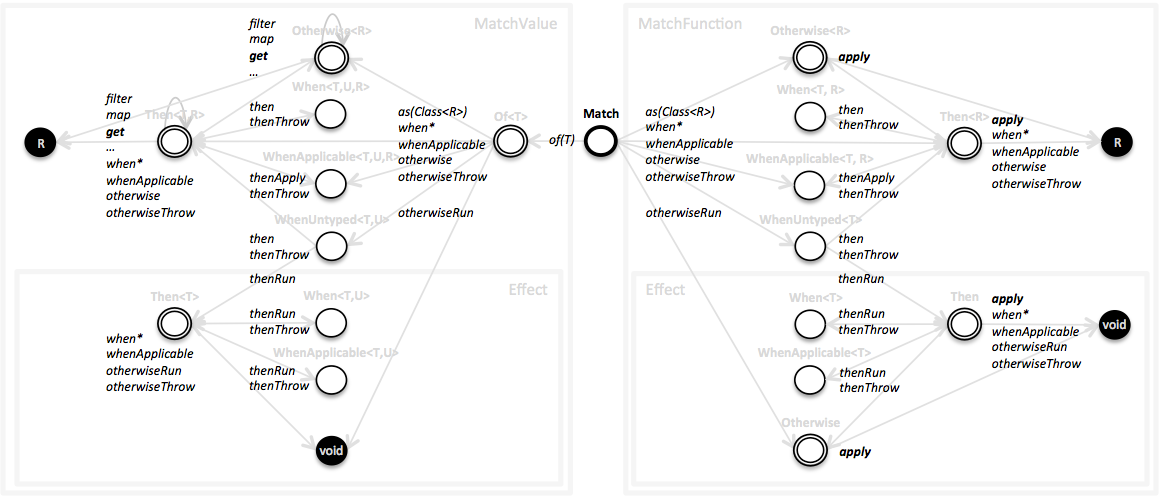 MatchValue
filter
map
get
...
Otherwise<R>
When<T,U,R>
then
thenThrow
filter
map
get
...
when*
whenApplicable
otherwise
otherwiseThrow
Then<T,R>
R
WhenApplicable<T,U,R>
thenApply
thenThrow
WhenUntyped<T,U>
then
thenThrow
thenRun
as(Class<R>)
when*
whenApplicable
otherwise
otherwiseThrow
otherwiseRun
Of<T>
of(T)
Match
Effect
Then<T>
when*
whenApplicable
otherwiseRun
otherwiseThrow
When<T,U>
thenRun
thenThrow
WhenApplicable<T,U>
thenRun
thenThrow
void
MatchFunction
Otherwise<R>
apply
When<T, R>
then
thenThrow
as(Class<R>)
when*
whenApplicable
otherwise
otherwiseThrow
otherwiseRun
WhenApplicable<T, R>
thenApply
thenThrow
WhenUntyped<T>
then
thenThrow
thenRun
Then<R>
apply
when*
whenApplicable
otherwise
otherwiseThrow
R
Effect
When<T>
thenRun
thenThrow
WhenApplicable<T>
thenRun
thenThrow
Then
apply
when*
whenApplicable
otherwiseRun
otherwiseThrow
void
Otherwise
apply